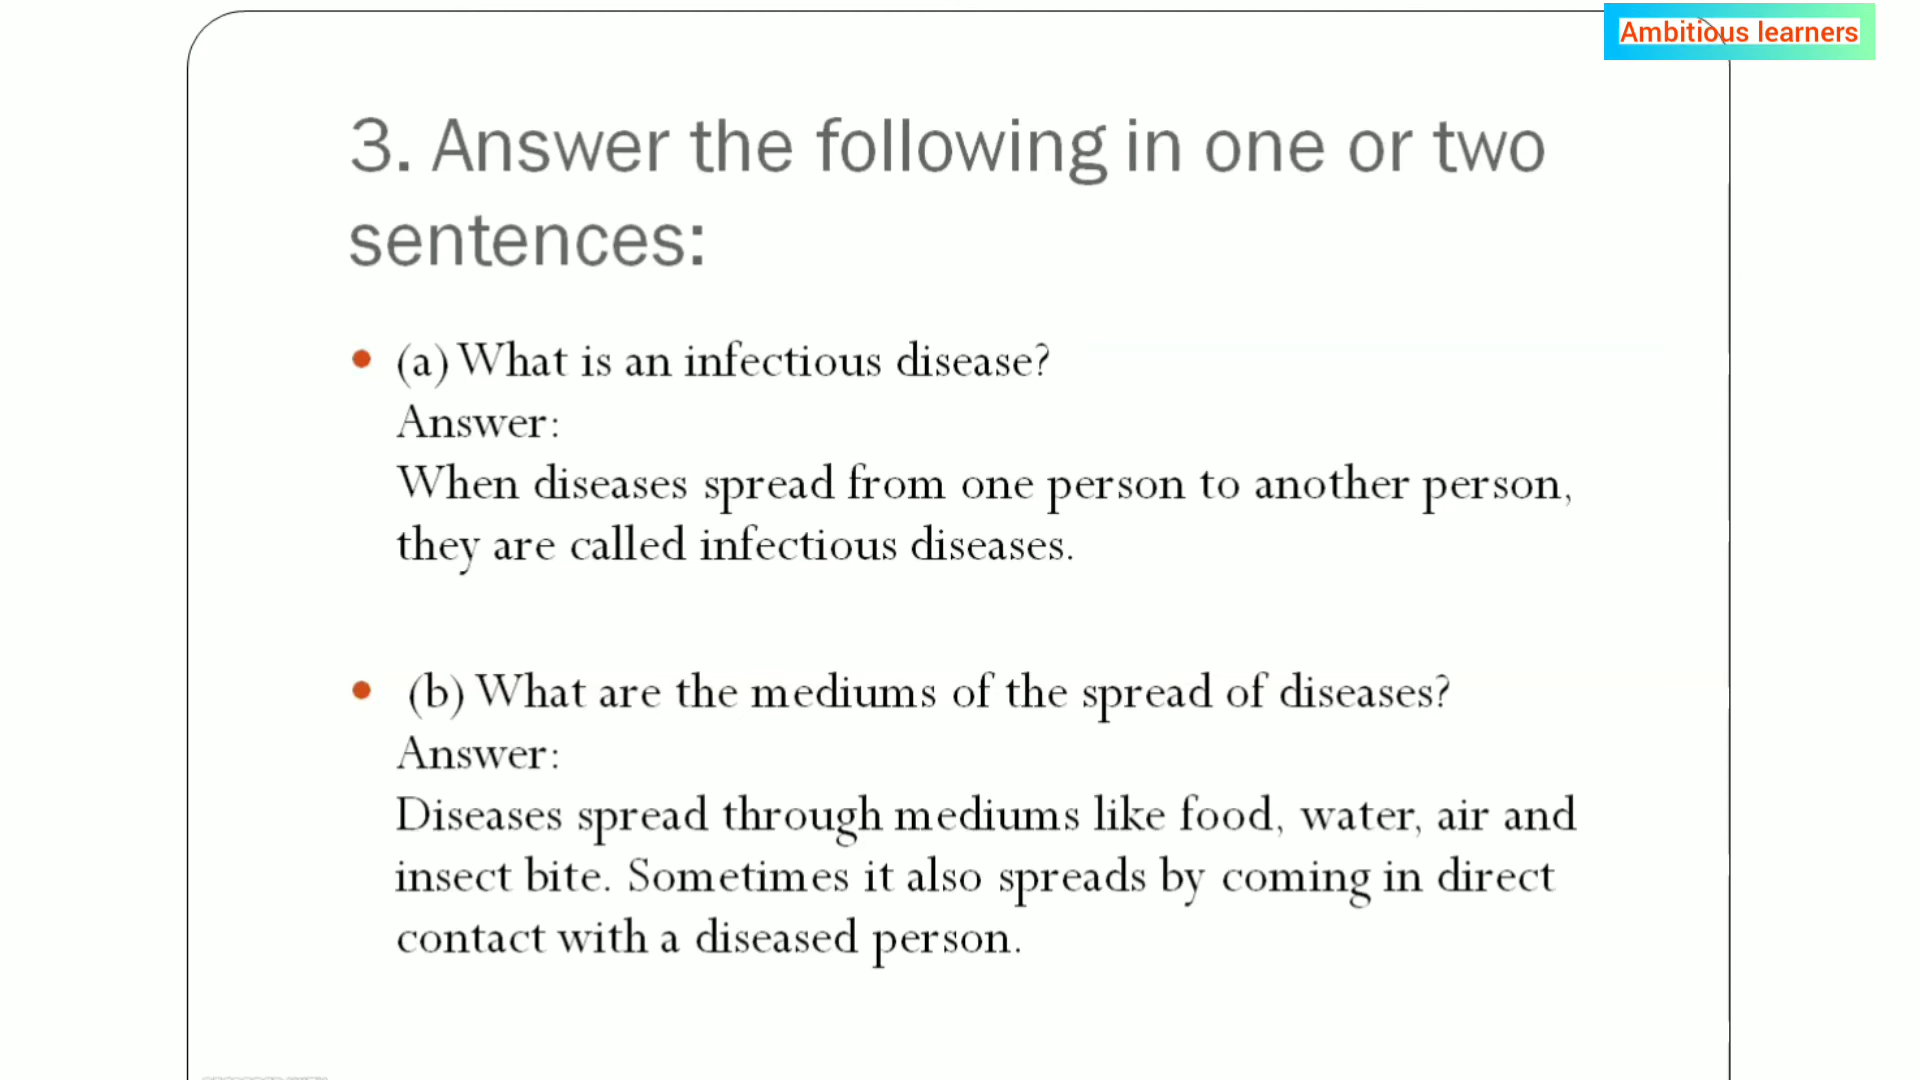 Ambitious learners
3. Answer the following in one or two
sentences:
(a) What is an infectious disease?
Answer:
When diseases spread from one person to another person,
they are called infectious diseases.
(b) What are the mediums of the spread of diseases?
Answer:
Diseases spread through mediums like food, water, air and
insect bite. Sometimes it also spreads by coming in direct
contact with a diseased person.